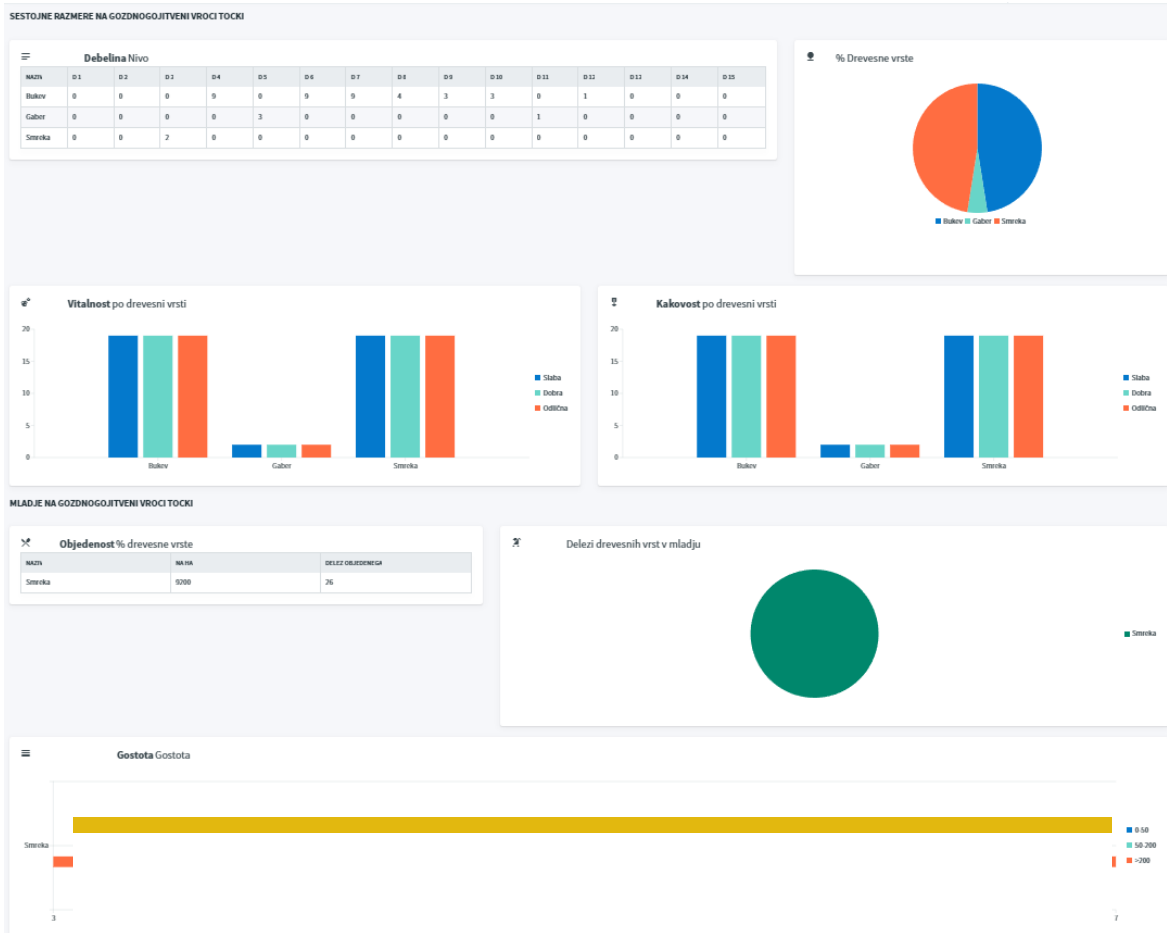 SESTOJNE RAZMERE NA GOZDNOGOJITVENI VROCI TOCKI
Debelina Nivo
NAZIV D 1 D 2 D 3 D 4 D 5 D 6 D 7 D 8 D 9 D 10 D 11 D 12 D 13 D 14 D 15
Bukev 0 0 0 9 0 9 9 4 3 3 0 1 0 0 0
Gaber 0 0 0 0 3 0 0 0 0 0 1 0 0 0 0
Smreka 0 0 2 0 0 0 0 0 0 0 0 0 0 0 0
% Drevesne vrste
Bukev Gaber Smreka
Vitalnost po drevesni vrsti
20
15
10
5
0
Bukev Gaber Smreka
Slaba
Dobra
Odlična
Kakovost po drevesni vrsti
20
15
10
5
0
Bukev Gaber Smreka
Slaba
Dobra
Odlična
MLADJE NA GOZDNOGOJITVENI VROCI TOCKI
Objedenost % drevesne vrste
NAZIV NA HA DELEZ OBJEDENEGA
Smreka 9200 26
Delezi drevesnih vrst v mladju
Smreka
Gostota Gostota
Smreka
3 7
0-50
50-200
>200